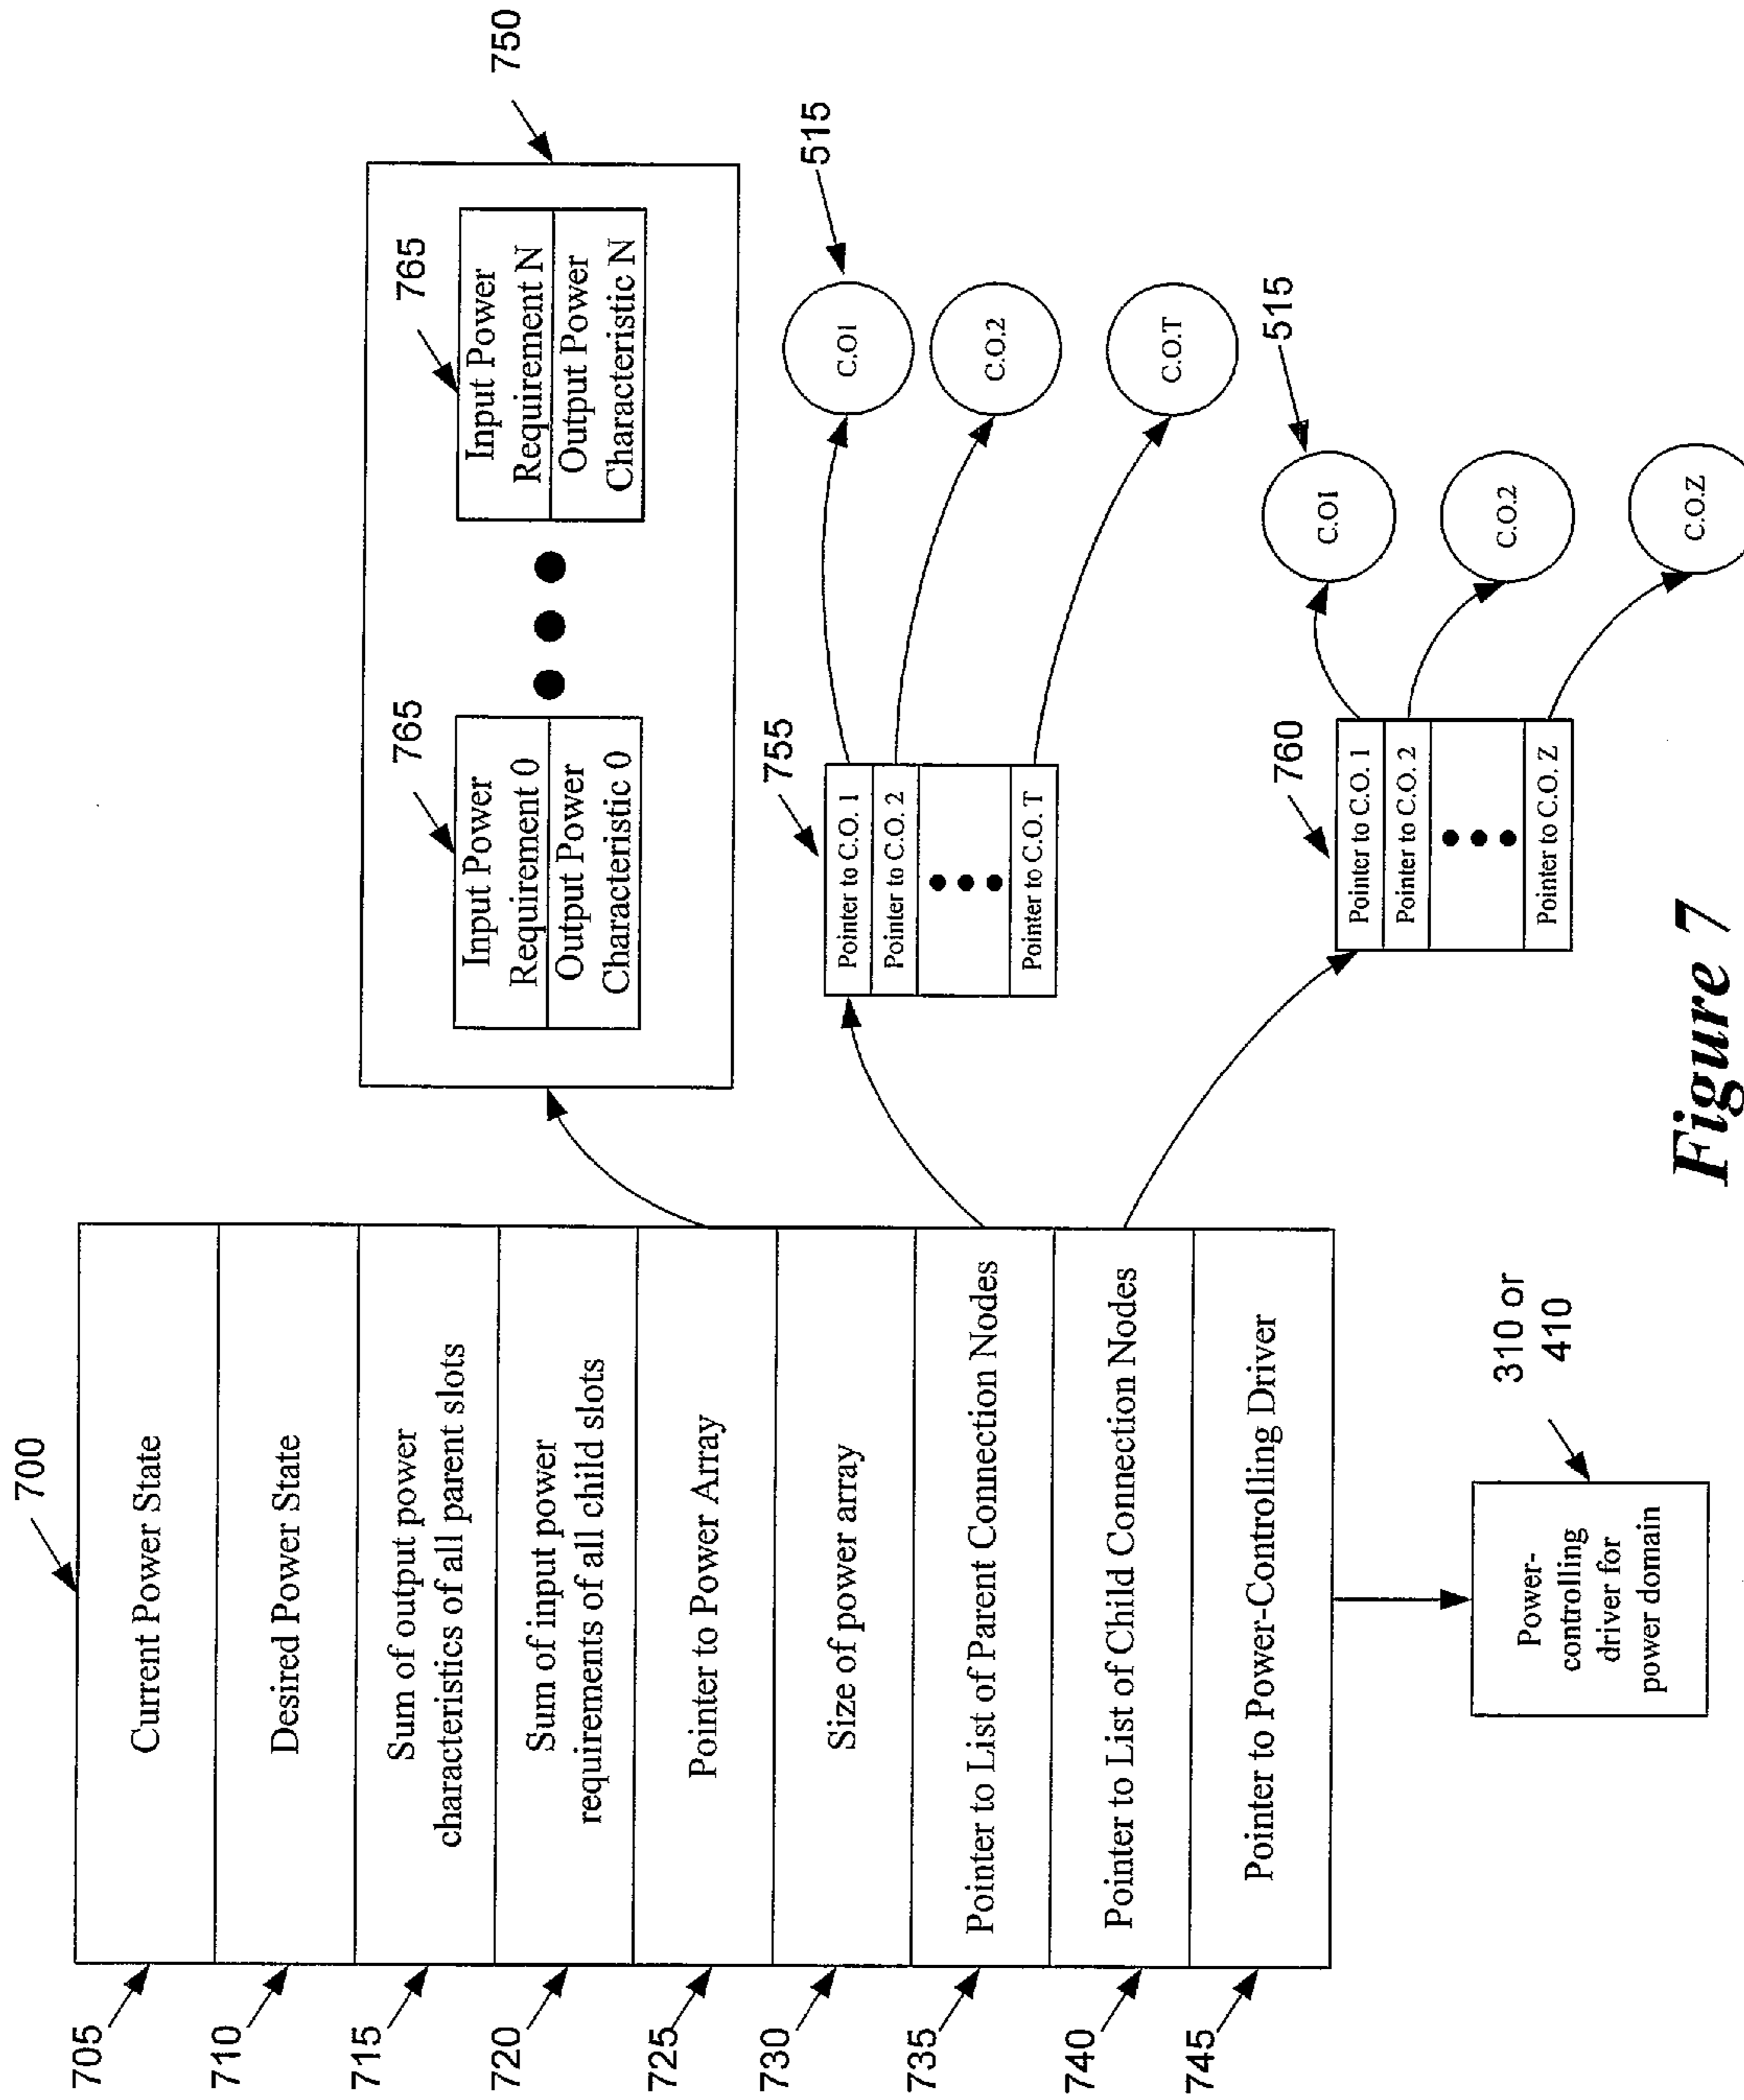 700
705
Current Power State
710
Desired Power State
715
Sum of output power
characteristics of all parent slots
720
Sum of input power
requirements of all child slots
725
Pointer to Power Array
730
Size of power array
735
Pointer to List of Parent Connection Nodes
740
Pointer to List of Child Connection Nodes
745
Pointer to Power-Controlling Driver
310 or
410
Power-
controlling
driver for
power domain
750
765
Input Power
Requirement 0
Output Power
Characteristic 0
765
Input Power
Requirement N
Output Power
Characteristic N
755
Pointer to C.O. 1
Pointer to C.O. 2
Pointer to C.O. T
515
C.O1
C.O.2
C.O.T
760
Pointer to C.O. 1
Pointer to C.O. 2
Pointer to C.O. Z
515
C.O1
C.O.2
C.O.Z
Figure 7